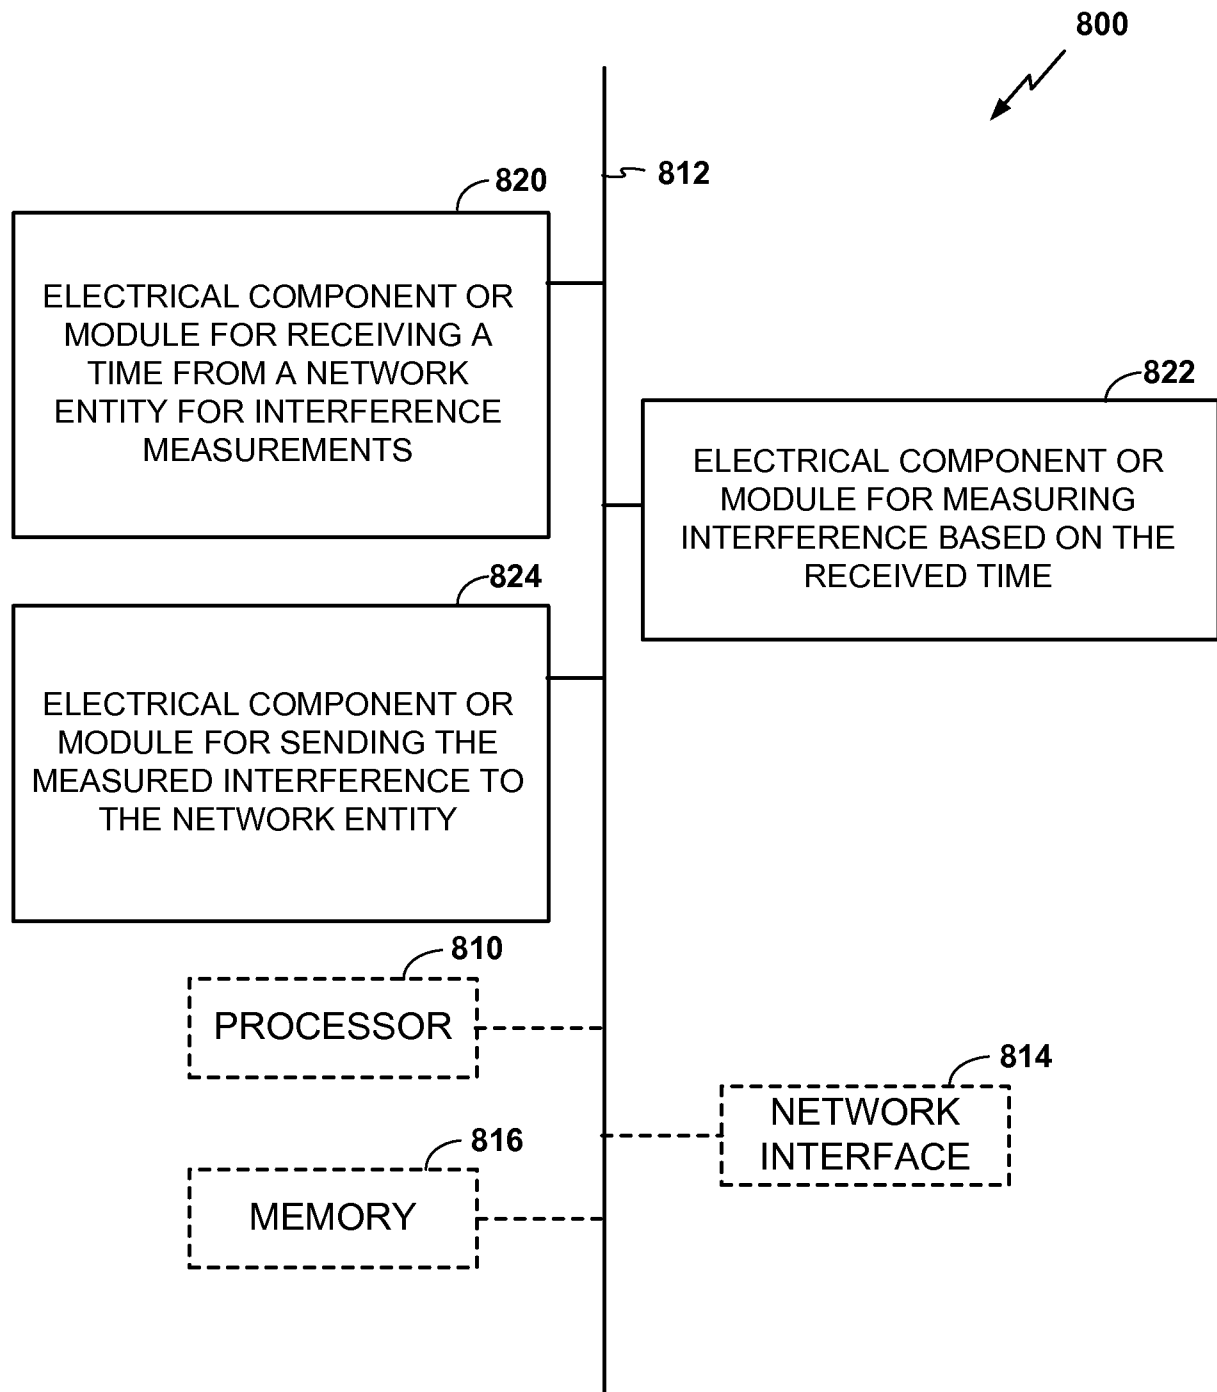 800
812
820
ELECTRICAL COMPONENT OR
MODULE FOR RECEIVING A
TIME FROM A NETWORK
ENTITY FOR INTERFERENCE
MEASUREMENTS
822
ELECTRICAL COMPONENT OR
MODULE FOR MEASURING
INTERFERENCE BASED ON THE
RECEIVED TIME
824
ELECTRICAL COMPONENT OR
MODULE FOR SENDING THE
MEASURED INTERFERENCE TO
THE NETWORK ENTITY
810
PROCESSOR
814
NETWORK
INTERFACE
816
MEMORY